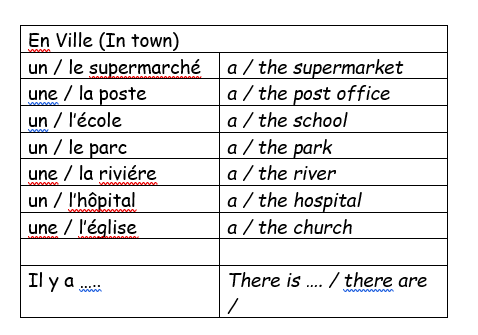 En Ville (In town)
un / le supermarché a / the supermarket
une / la poste a / the post office
un / l'école a / the school
un / le parc a / the park
une / la riviére a / the river
un / l'hôpital a / the hospital
une / l'église a / the church
Il y a ….. There is …. / there are
/